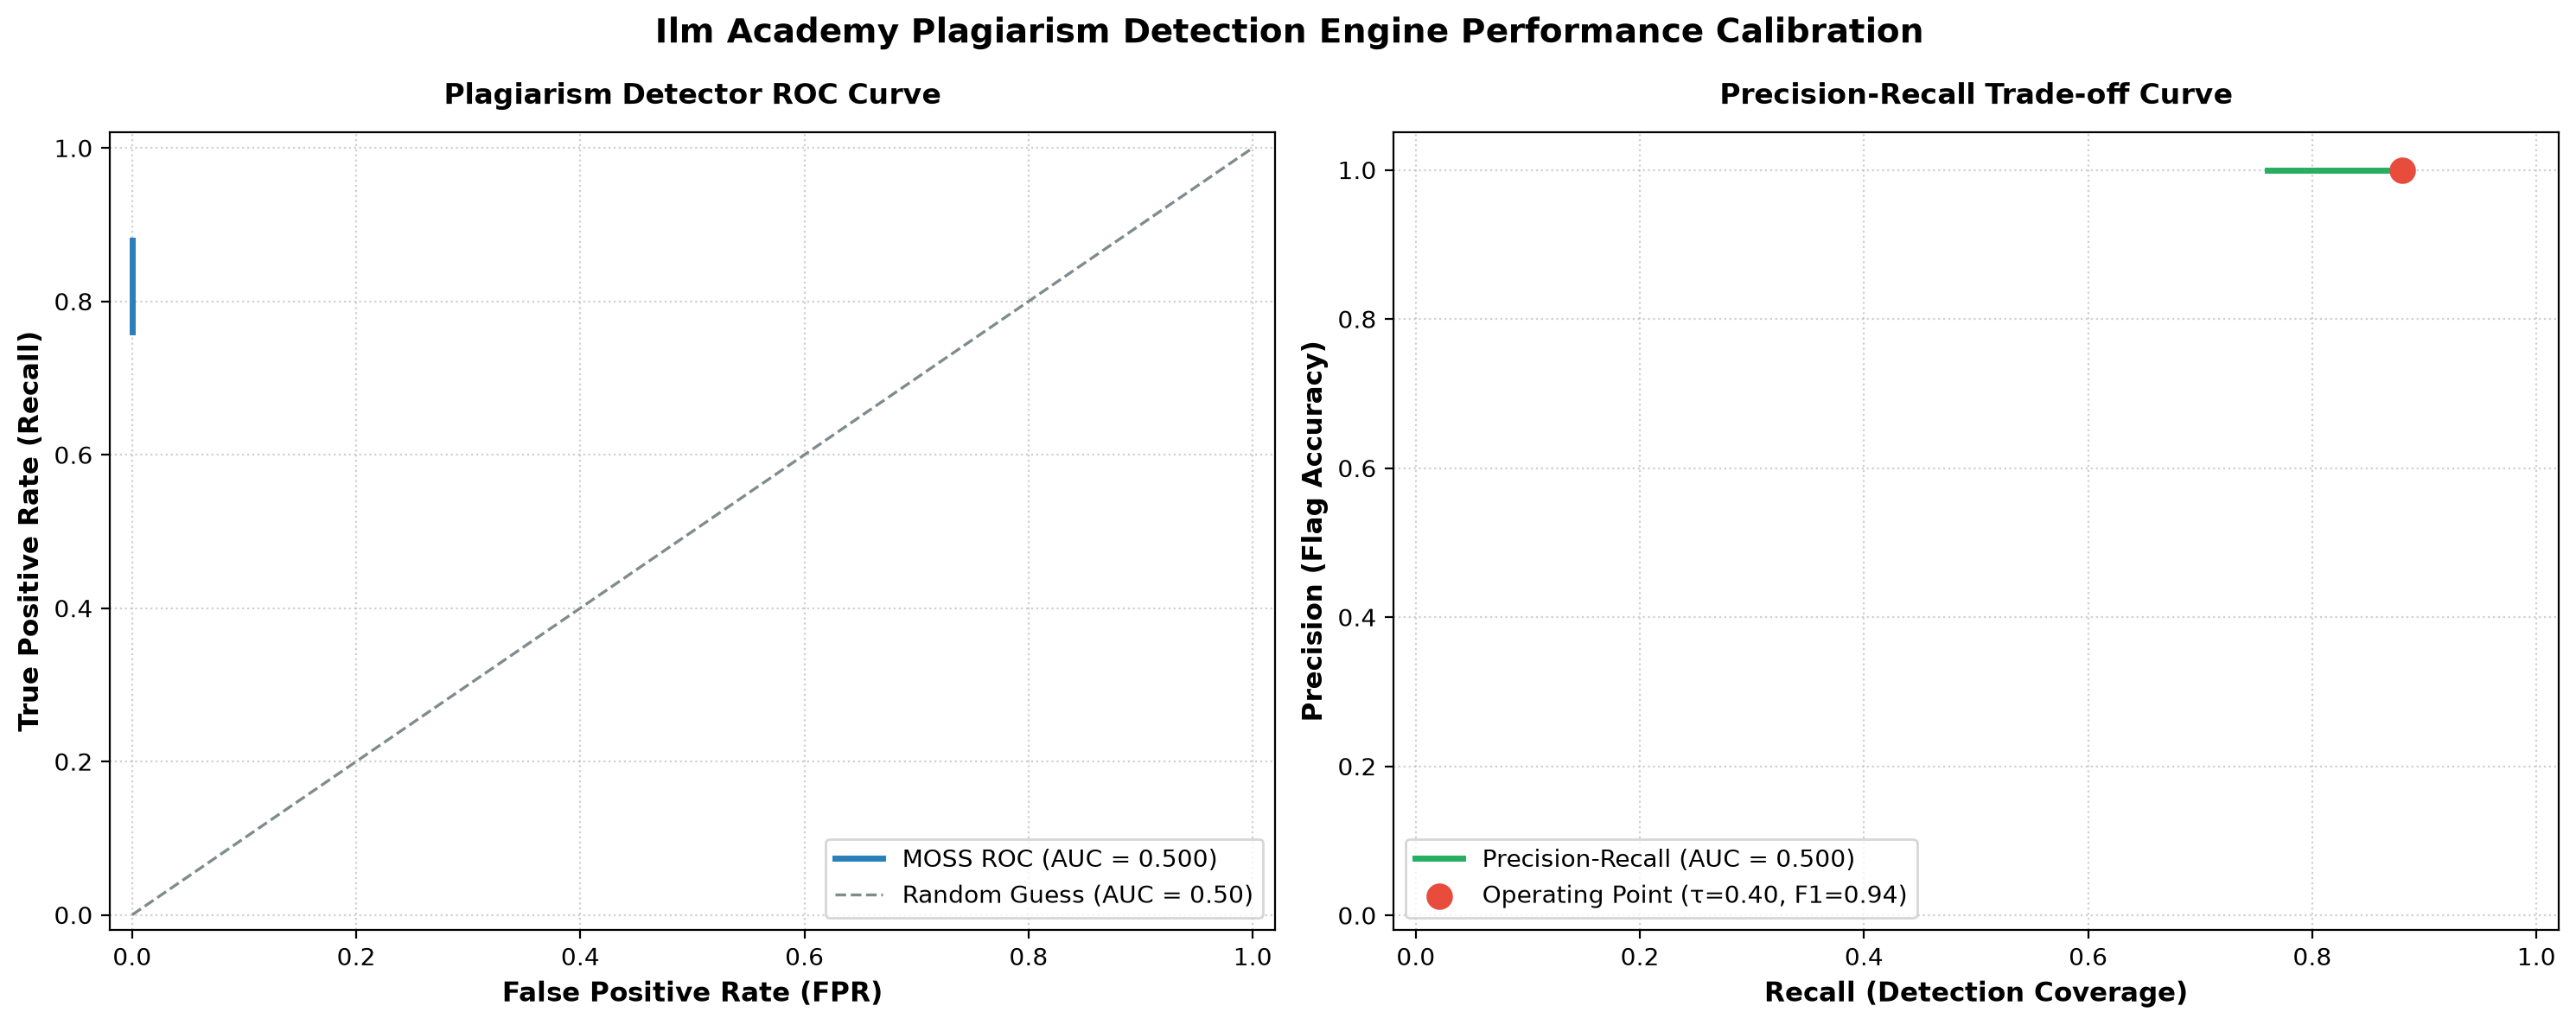 Ilm Academy Plagiarism Detection Engine Performance Calibration
Plagiarism Detector ROC Curve
True Positive Rate (Recall)
1.0
0.8
0.6
0.4
0.2
0.0
MOSS ROC (AUC = 0.500)
Random Guess (AUC = 0.50)
0.0 0.2 0.4 0.6 0.8 1.0
False Positive Rate (FPR)
Precision-Recall Trade-off Curve
Precision (Flag Accuracy)
1.0
0.8
0.6
0.4
0.2
0.0
Precision-Recall (AUC = 0.500)
Operating Point (τ=0.40, F1=0.94)
0.0 0.2 0.4 0.6 0.8 1.0
Recall (Detection Coverage)